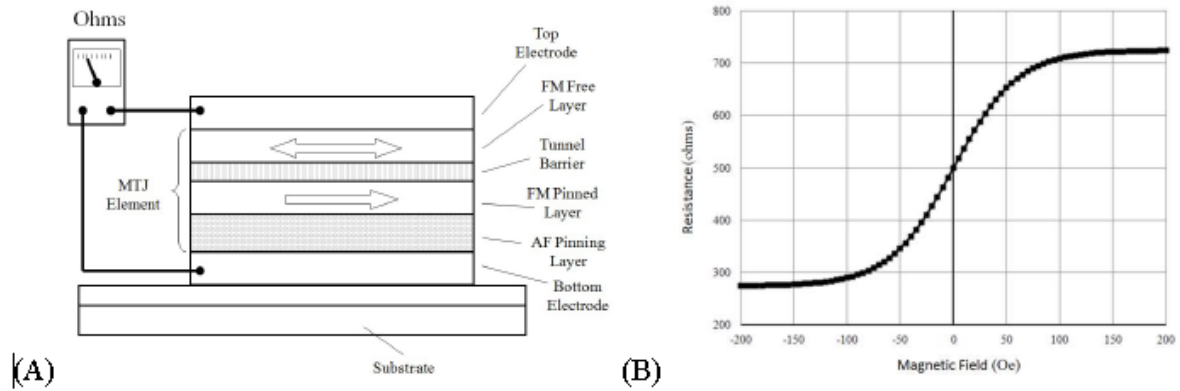 Ohms
Top
Electrode
FM Free
Layer
Tunnel
Barrier
MTJ
Element
FM Pinned
Layer
AF Pinning
Layer
Bottom
Electrode
Substrate
(A)
800
700
600
500
400
300
200
Resistance (ohms)
-200
-150
-100
-50
0
50
100
150
200
Magnetic Field (Oe)
(B)